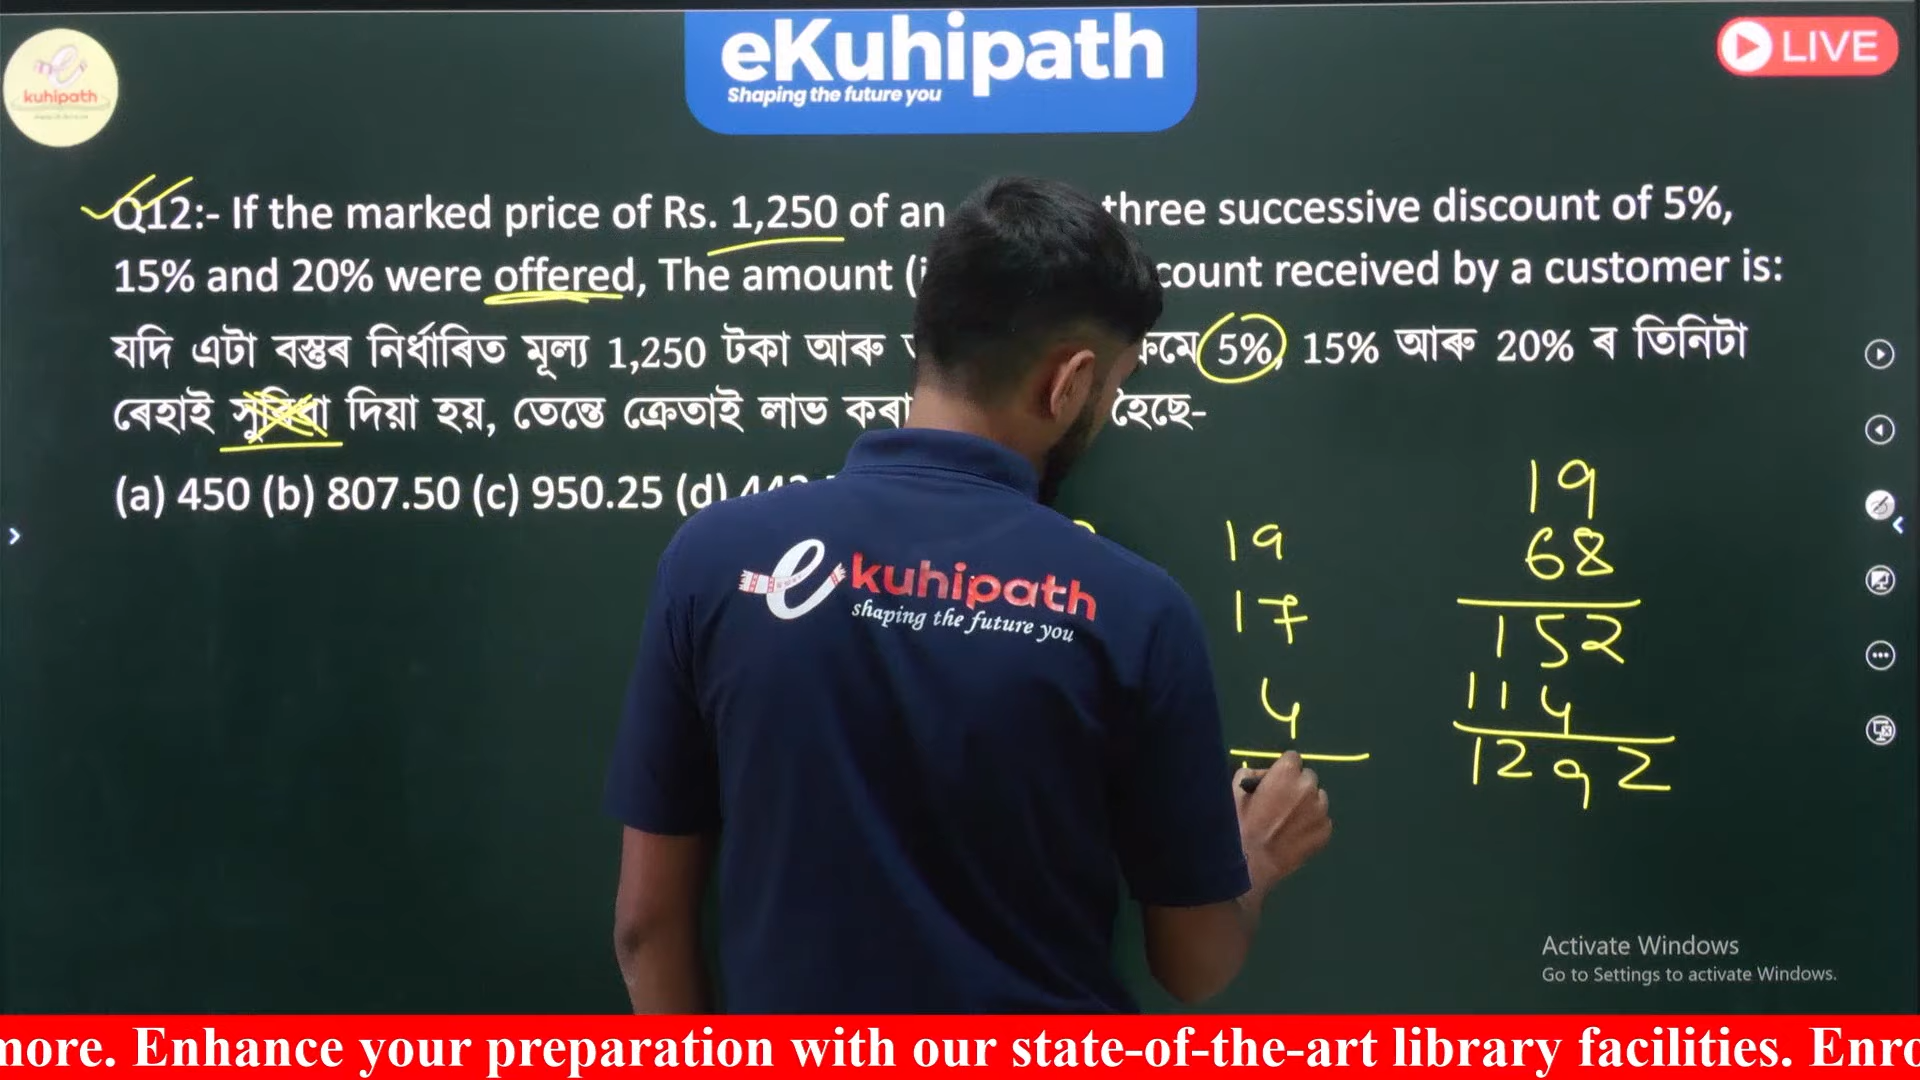 eKuhipath
Shaping the future you
LIVE
kuhipath
Q12:- If the marked price of Rs. 1,250 of an three successive discount of 5%,
15% and 20% were offered, The amount (i count received by a customer is:
যদি এটা বস্তুৰ নিৰ্ধাৰিত মূল্য 1,250 টকা আৰু ক্ৰমে 5%, 15% আৰু 20% ৰ তিনিটা
ৰেহাই সুবিধা দিয়া হয়, তেন্তে ক্ৰেতাই লাভ কৰা হৈছে-
(a) 450 (b) 807.50 (c) 950.25 (d) 442
19
17
4
19
68
152
114
1292
kuhipath
shaping the future you
Activate Windows
Go to Settings to activate Windows.
more. Enhance your preparation with our state-of-the-art library facilities. Enro